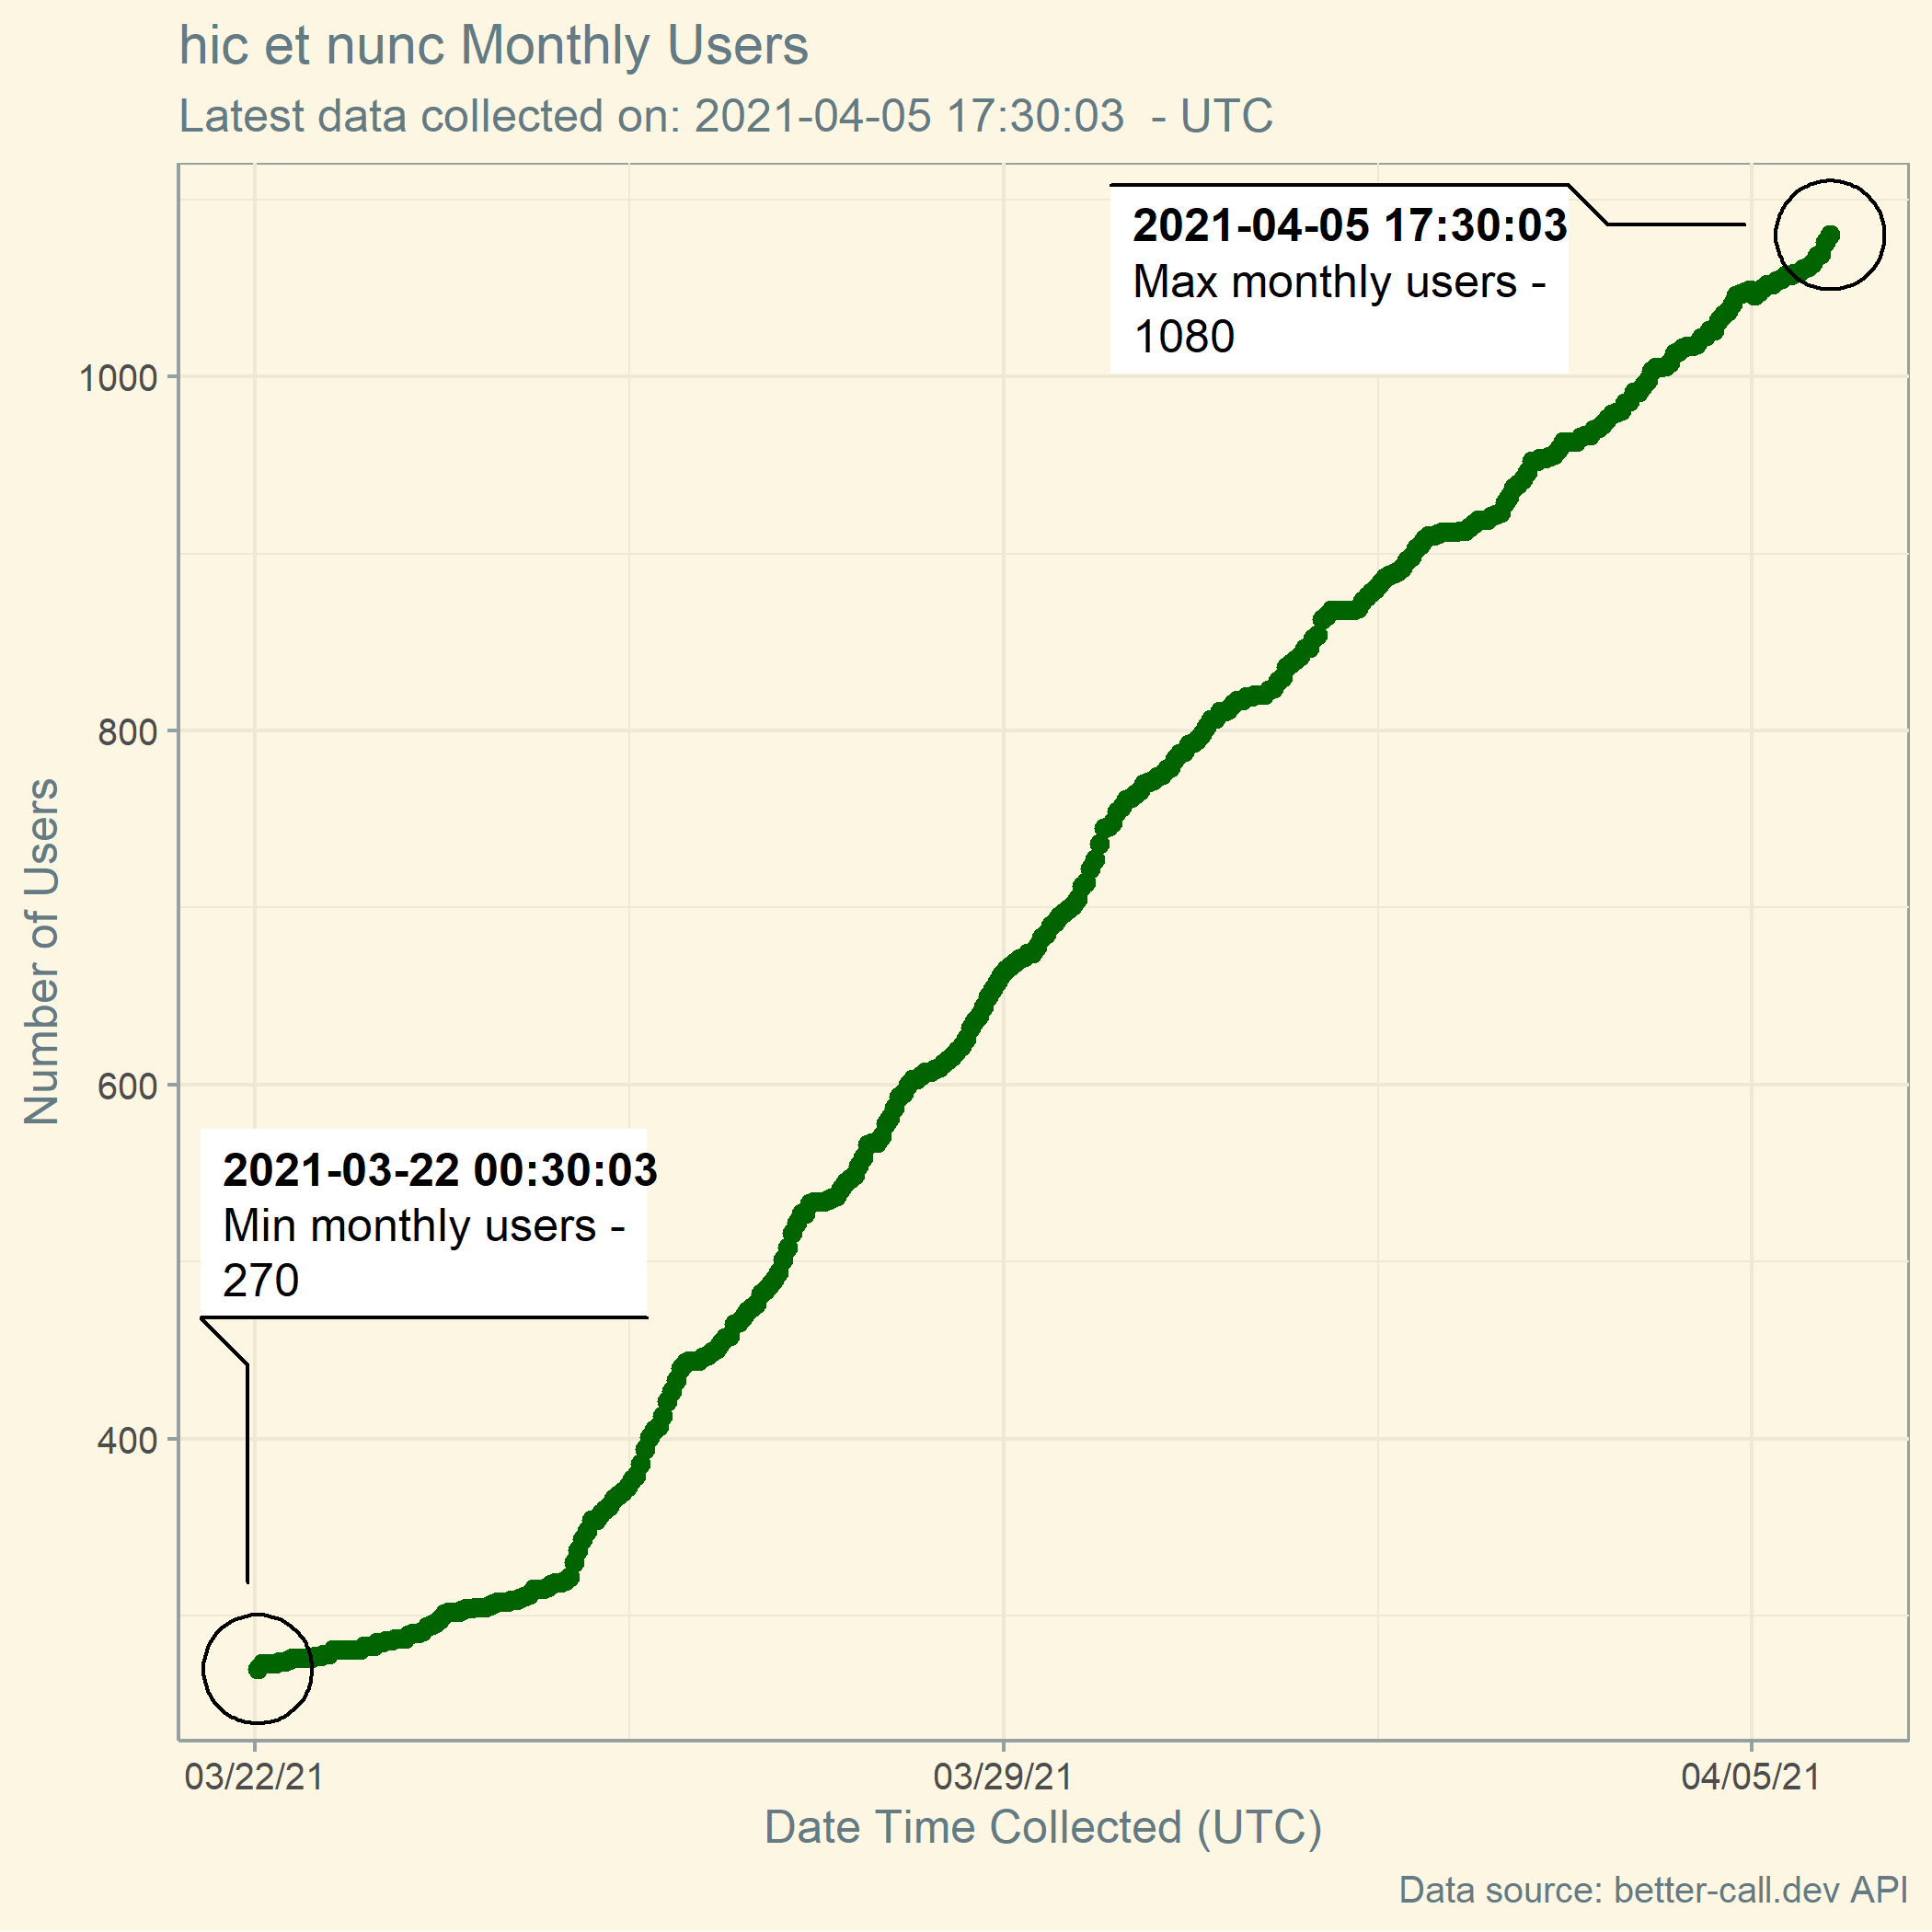 hic et nunc Monthly Users
Latest data collected on: 2021-04-05 17:30:03  - UTC
2021-04-05 17:30:03
Max monthly users -
1080
1000
800
600
400
Number of Users
2021-03-22 00:30:03
Min monthly users -
270
03/22/21
03/29/21
04/05/21
Date Time Collected (UTC)
Data source: better-call.dev API